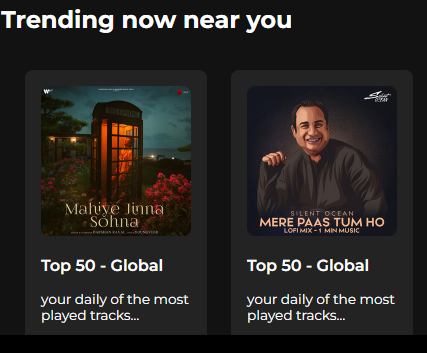 Trending now near you
Mahiye Jinna
Sohna
Silent
OCEAN
SILENT OCEAN
MERE PAAS TUM HO
LOFI MIX - 1 MIN MUSIC
Top 50 - Global
your daily of the most
played tracks...
Top 50 - Global
your daily of the most
played tracks...